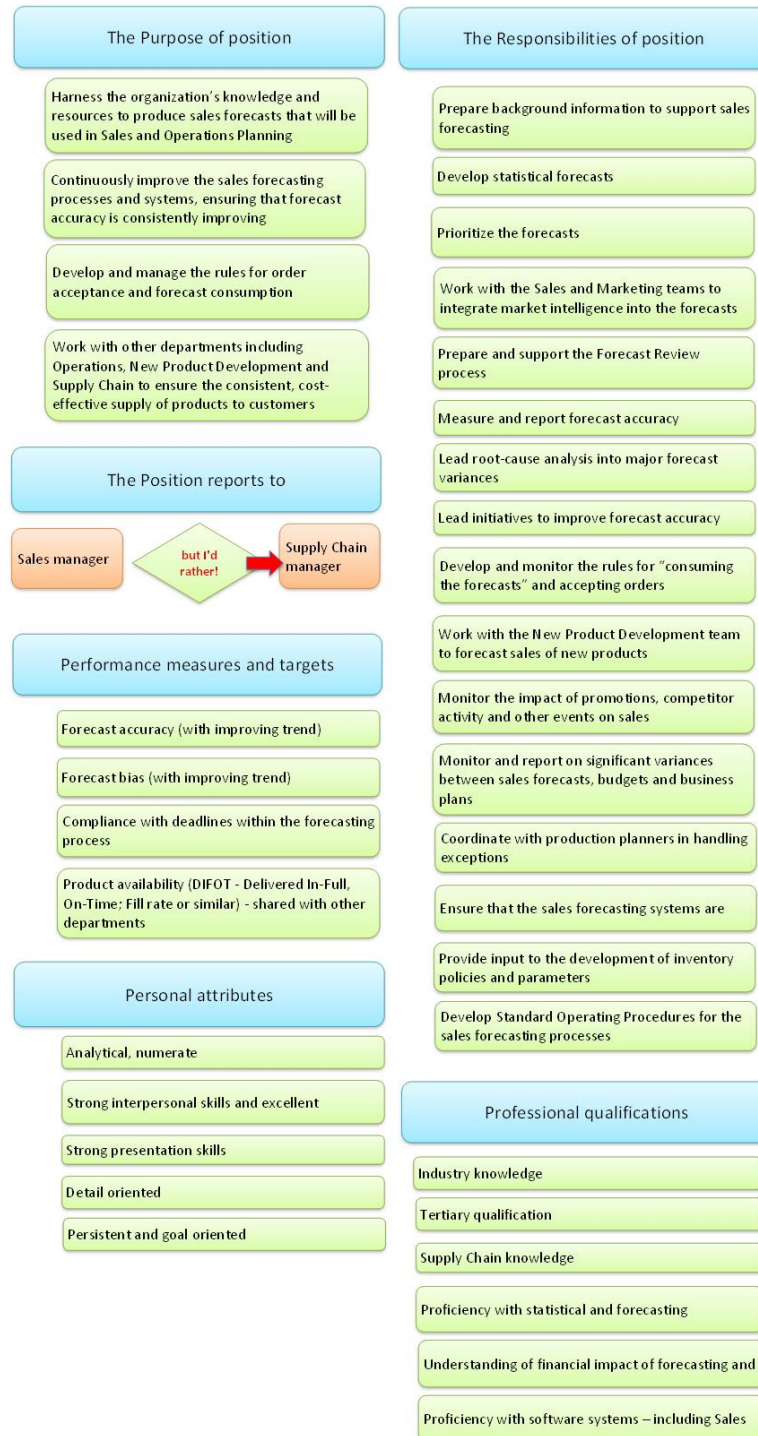 The Purpose of position
Harness the organization's knowledge and
resources to produce sales forecasts that will be
used in Sales and Operations Planning
Continuously improve the sales forecasting
processes and systems, ensuring that forecast
accuracy is consistently improving
Develop and manage the rules for order
acceptance and forecast consumption
Work with other departments including
Operations, New Product Development and
Supply Chain to ensure the consistent, cost-
effective supply of products to customers
The Position reports to
Sales manager
but I'd
rather!
Supply Chain
manager
Performance measures and targets
Forecast accuracy (with improving trend)
Forecast bias (with improving trend)
Compliance with deadlines within the forecasting
process
Product availability (DIFOT - Delivered In-Full,
On-Time; Fill rate or similar) - shared with other
departments
Personal attributes
Analytical, numerate
Strong interpersonal skills and excellent
Strong presentation skills
Detail oriented
Persistent and goal oriented
The Responsibilities of position
Prepare background information to support sales
forecasting
Develop statistical forecasts
Prioritize the forecasts
Work with the Sales and Marketing teams to
integrate market intelligence into the forecasts
Prepare and support the Forecast Review
process
Measure and report forecast accuracy
Lead root-cause analysis into major forecast
variances
Lead initiatives to improve forecast accuracy
Develop and monitor the rules for "consuming
the forecasts" and accepting orders
Work with the New Product Development team
to forecast sales of new products
Monitor the impact of promotions, competitor
activity and other events on sales
Monitor and report on significant variances
between sales forecasts, budgets and business
plans
Coordinate with production planners in handling
exceptions
Ensure that the sales forecasting systems are
Provide input to the development of inventory
policies and parameters
Develop Standard Operating Procedures for the
sales forecasting processes
Professional qualifications
Industry knowledge
Tertiary qualification
Supply Chain knowledge
Proficiency with statistical and forecasting
Understanding of financial impact of forecasting and
Proficiency with software systems – including Sales